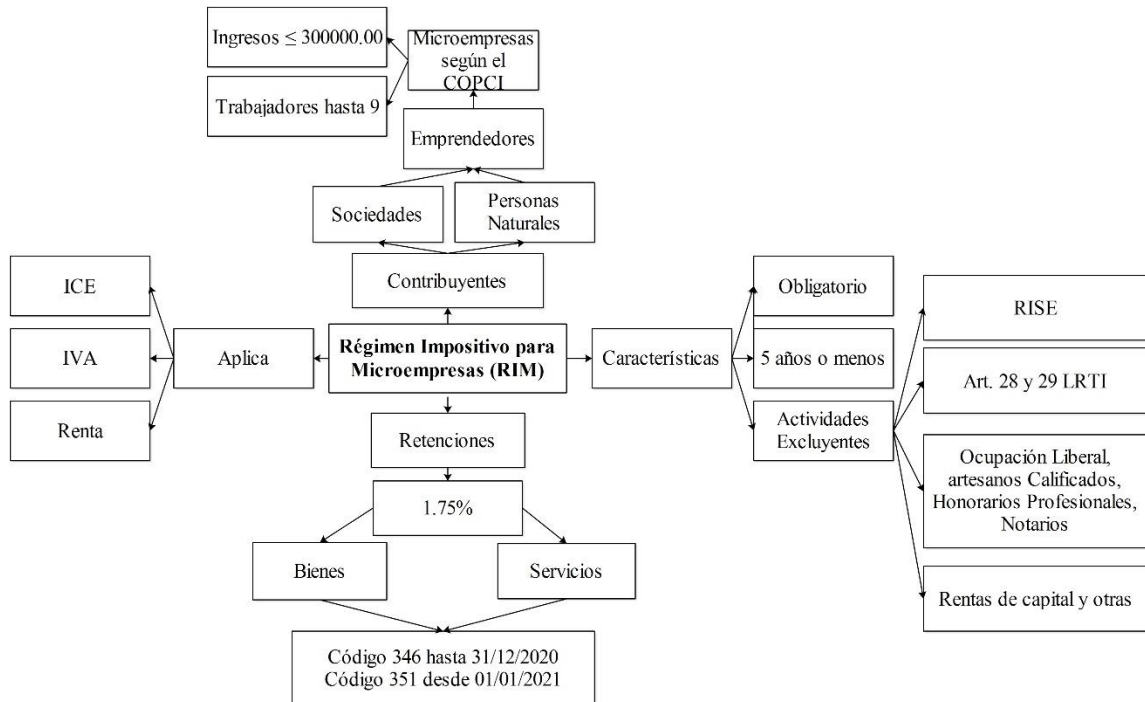 Ingresos ≤ 300000.00
Microempresas
según el
COPCI
Trabajadores hasta 9
Emprendedores
Sociedades
Personas
Naturales
Contribuyentes
ICE
IVA
Renta
Aplica
Régimen Impositivo para
Microempresas (RIM)
Características
Obligatorio
5 años o menos
Actividades
Excluyentes
RISE
Art. 28 y 29 LRTI
Ocupación Liberal,
artesanos Calificados,
Honorarios Profesionales,
Notarios
Rentas de capital y otras
Retenciones
1.75%
Bienes
Servicios
Código 346 hasta 31/12/2020
Código 351 desde 01/01/2021